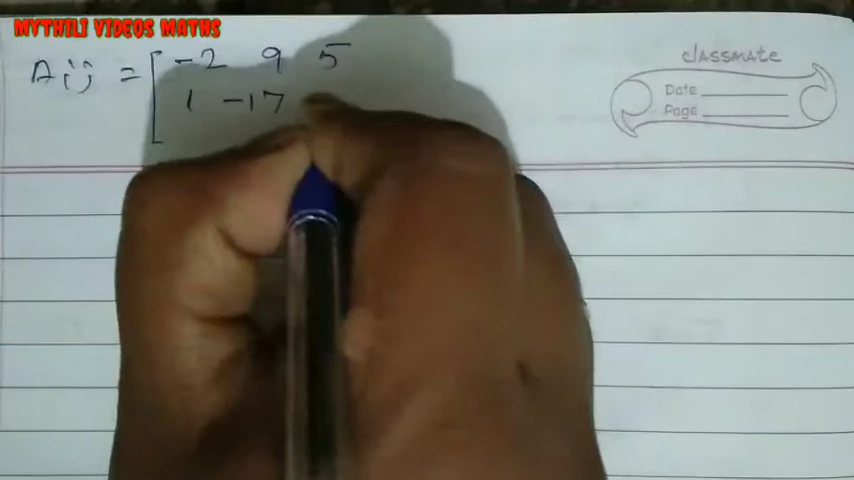 MYTHILI VIDEOS MATHS
classmate
Date
Page
Aij = [ -2 9 5
1 -17